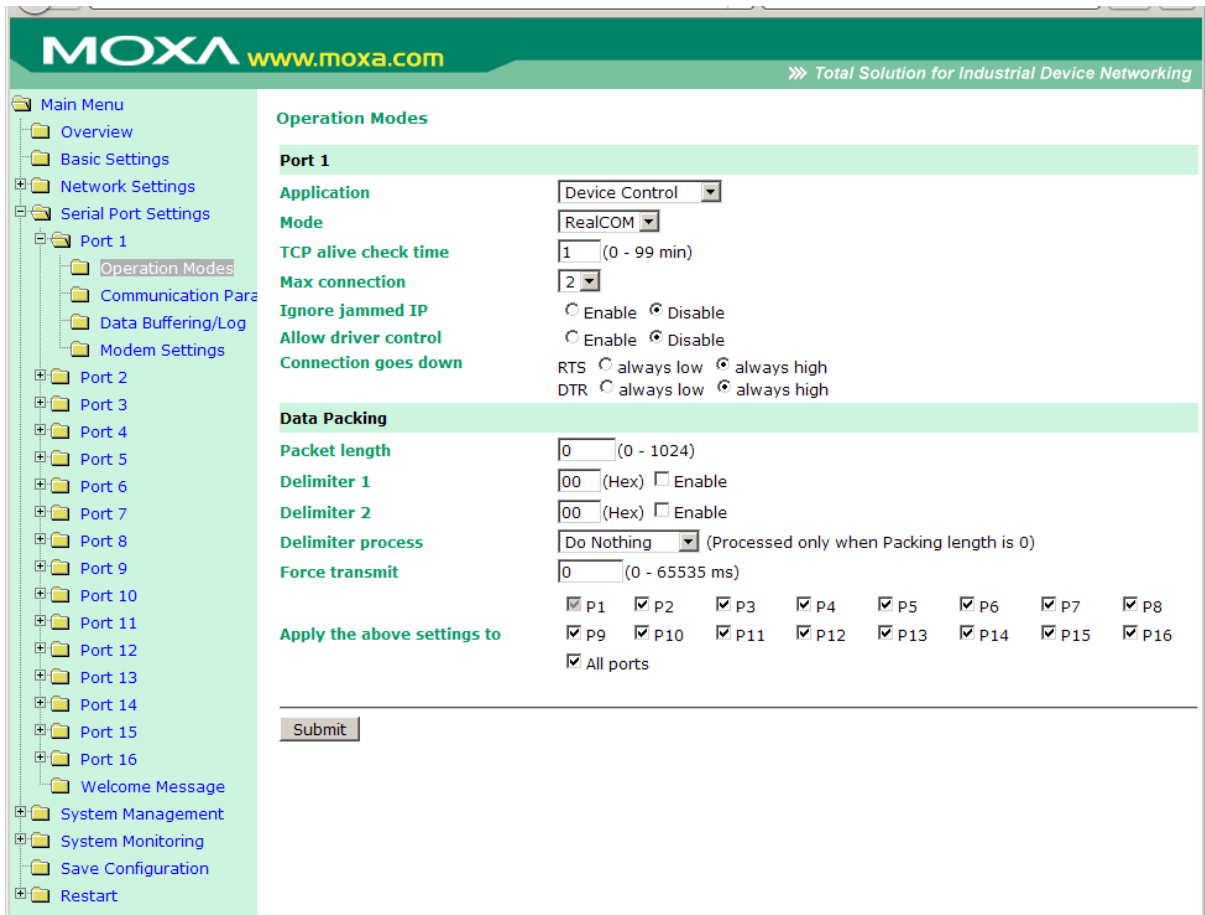 MOXA www.moxa.com
Total Solution for Industrial Device Networking
Main Menu
Overview
Basic Settings
Network Settings
Serial Port Settings
Port 1
Operation Modes
Communication Para
Data Buffering/Log
Modem Settings
Port 2
Port 3
Port 4
Port 5
Port 6
Port 7
Port 8
Port 9
Port 10
Port 11
Port 12
Port 13
Port 14
Port 15
Port 16
Welcome Message
System Management
System Monitoring
Save Configuration
Restart
Operation Modes
Port 1
Application Device Control
Mode RealCOM
TCP alive check time 1 (0 - 99 min)
Max connection 2
Ignore jammed IP Enable Disable
Allow driver control Enable Disable
Connection goes down RTS always low always high
DTR always low always high
Data Packing
Packet length 0 (0 - 1024)
Delimiter 1 00 (Hex) Enable
Delimiter 2 00 (Hex) Enable
Delimiter process Do Nothing (Processed only when Packing length is 0)
Force transmit 0 (0 - 65535 ms)
P1 P2 P3 P4 P5 P6 P7 P8
Apply the above settings to P9 P10 P11 P12 P13 P14 P15 P16
All ports
Submit